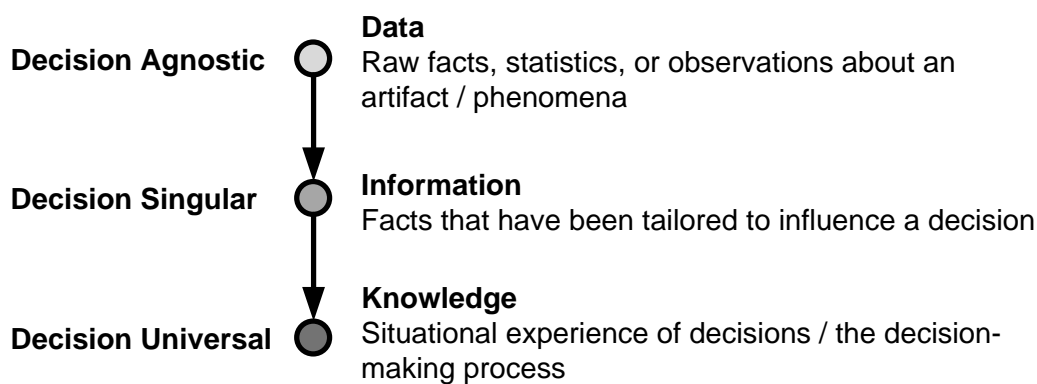 Data
Decision Agnostic
Raw facts, statistics, or observations about an
artifact / phenomena
Information
Decision Singular
Facts that have been tailored to influence a decision
Knowledge
Decision Universal
Situational experience of decisions / the decision-
making process